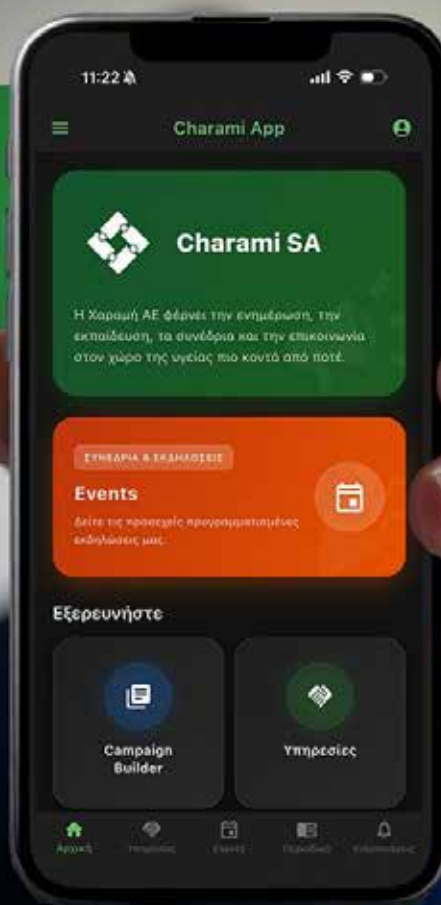 11:22
Charami App
Charami SA
Η Χαραμή ΑΕ φέρνει την ενημέρωση, την
εκπαίδευση, τα συνέδρια και την επικοινωνία
στον χώρο της υγείας πιο κοντά από ποτέ.
ΣΥΝΕΔΡΙΑ & ΕΚΔΗΛΩΣΕΙΣ
Events
Δείτε τις προσεχείς προγραμματισμένες
εκδηλώσεις μας.
Εξερευνήστε
Campaign
Builder
Υπηρεσίες
Αρχική Υπηρεσίες Events Περιοδικό